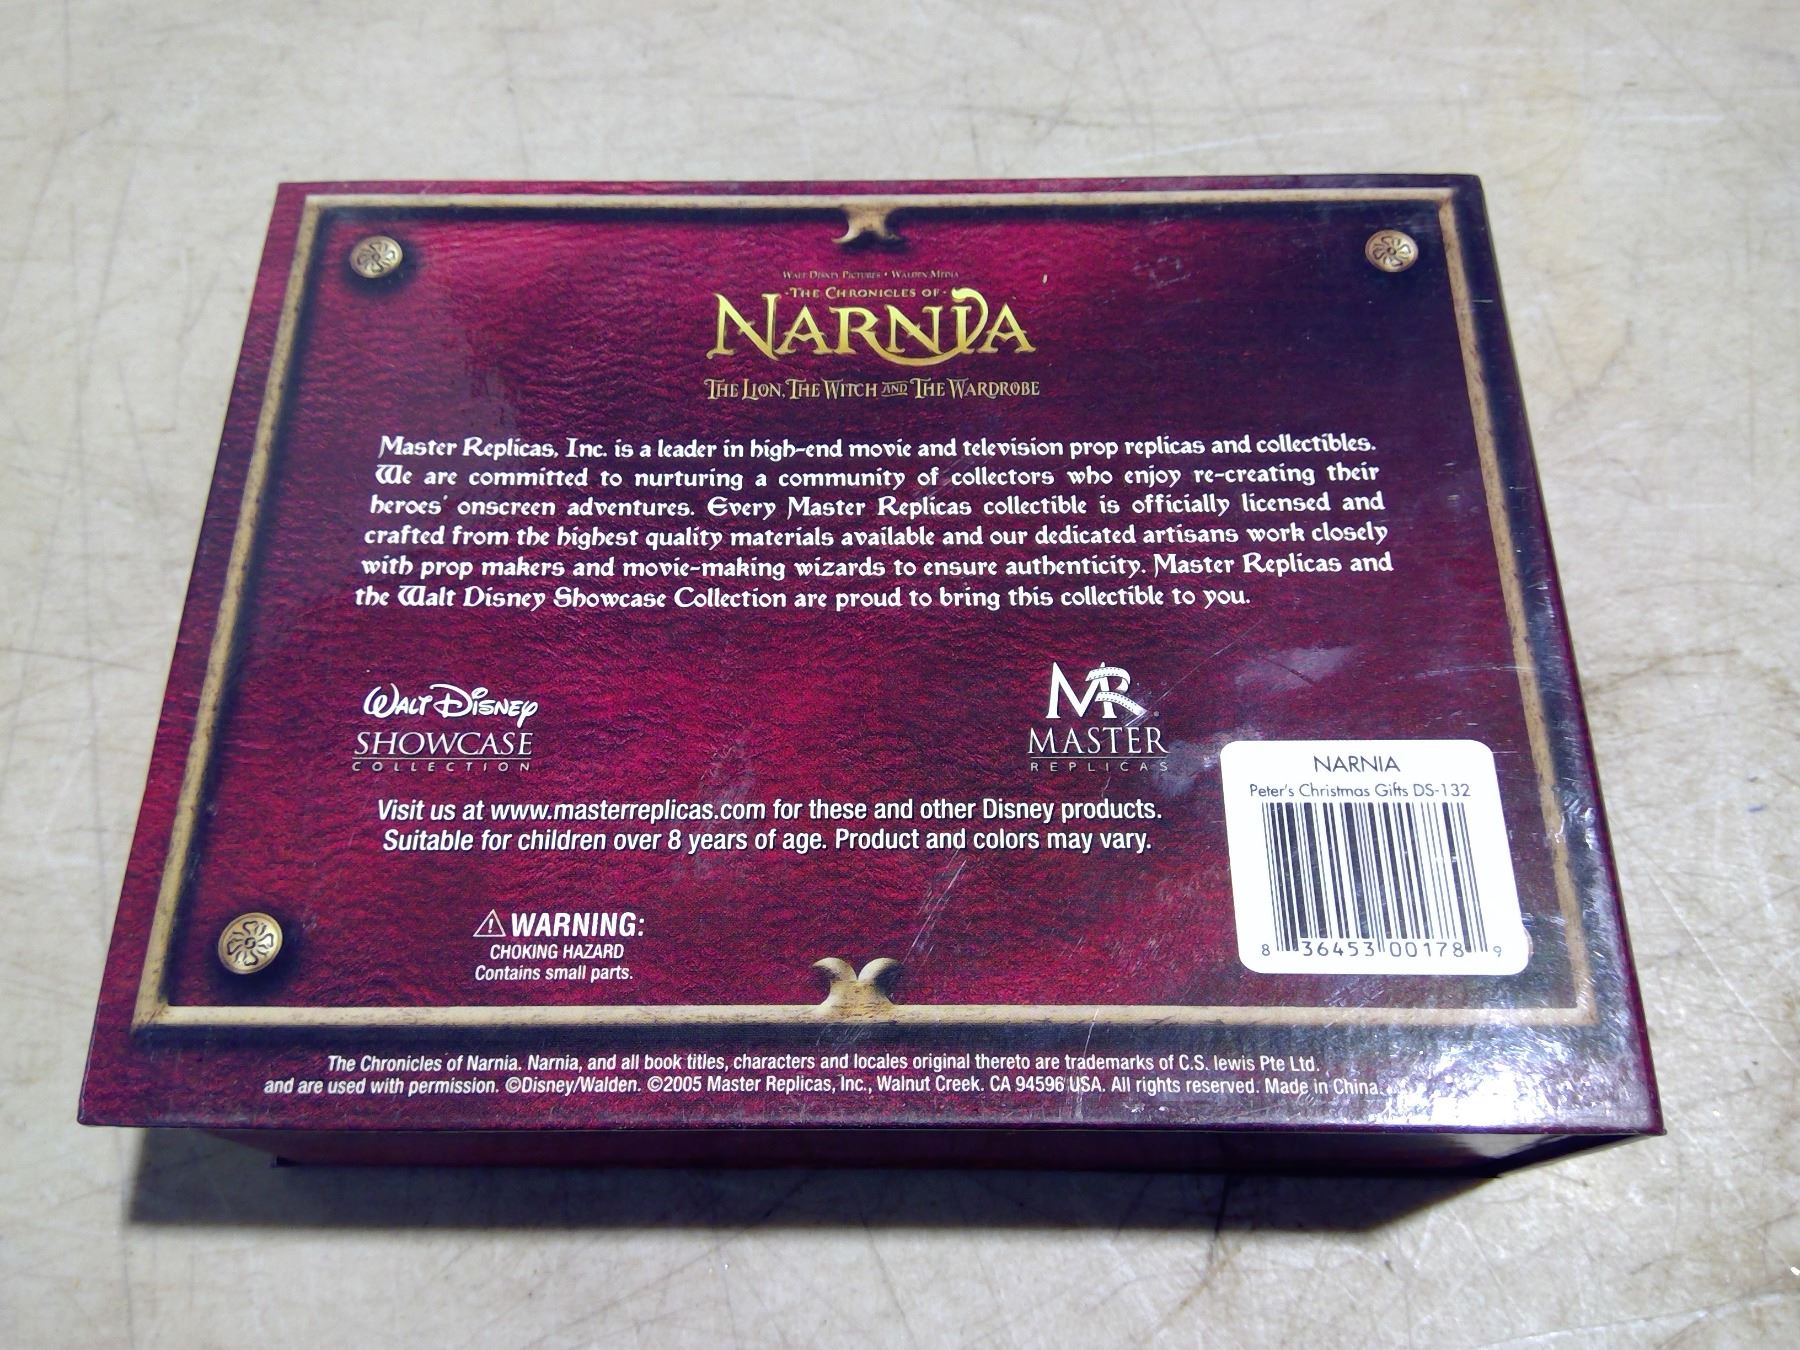 WALT DISNEY PICTURES • WALDEN MEDIA
·THE CHRONICLES OF·
NARNIA
THE LION, THE WITCH AND THE WARDROBE
Master Replicas, Inc. is a leader in high-end movie and television prop replicas and collectibles.
We are committed to nurturing a community of collectors who enjoy re-creating their
heroes' onscreen adventures. Every Master Replicas collectible is officially licensed and
crafted from the highest quality materials available and our dedicated artisans work closely
with prop makers and movie-making wizards to ensure authenticity. Master Replicas and
the Walt Disney Showcase Collection are proud to bring this collectible to you.
WALT DISNEY
SHOWCASE
COLLECTION
MR
MASTER
REPLICAS
Visit us at www.masterreplicas.com for these and other Disney products.
Suitable for children over 8 years of age. Product and colors may vary.
⚠ WARNING:
CHOKING HAZARD
Contains small parts.
NARNIA
Peter's Christmas Gifts DS-132
8 36453 00178 9
The Chronicles of Narnia. Narnia, and all book titles, characters and locales original thereto are trademarks of C.S. lewis Pte Ltd.
and are used with permission. ©Disney/Walden. ©2005 Master Replicas, Inc., Walnut Creek. CA 94596 USA. All rights reserved. Made in China.